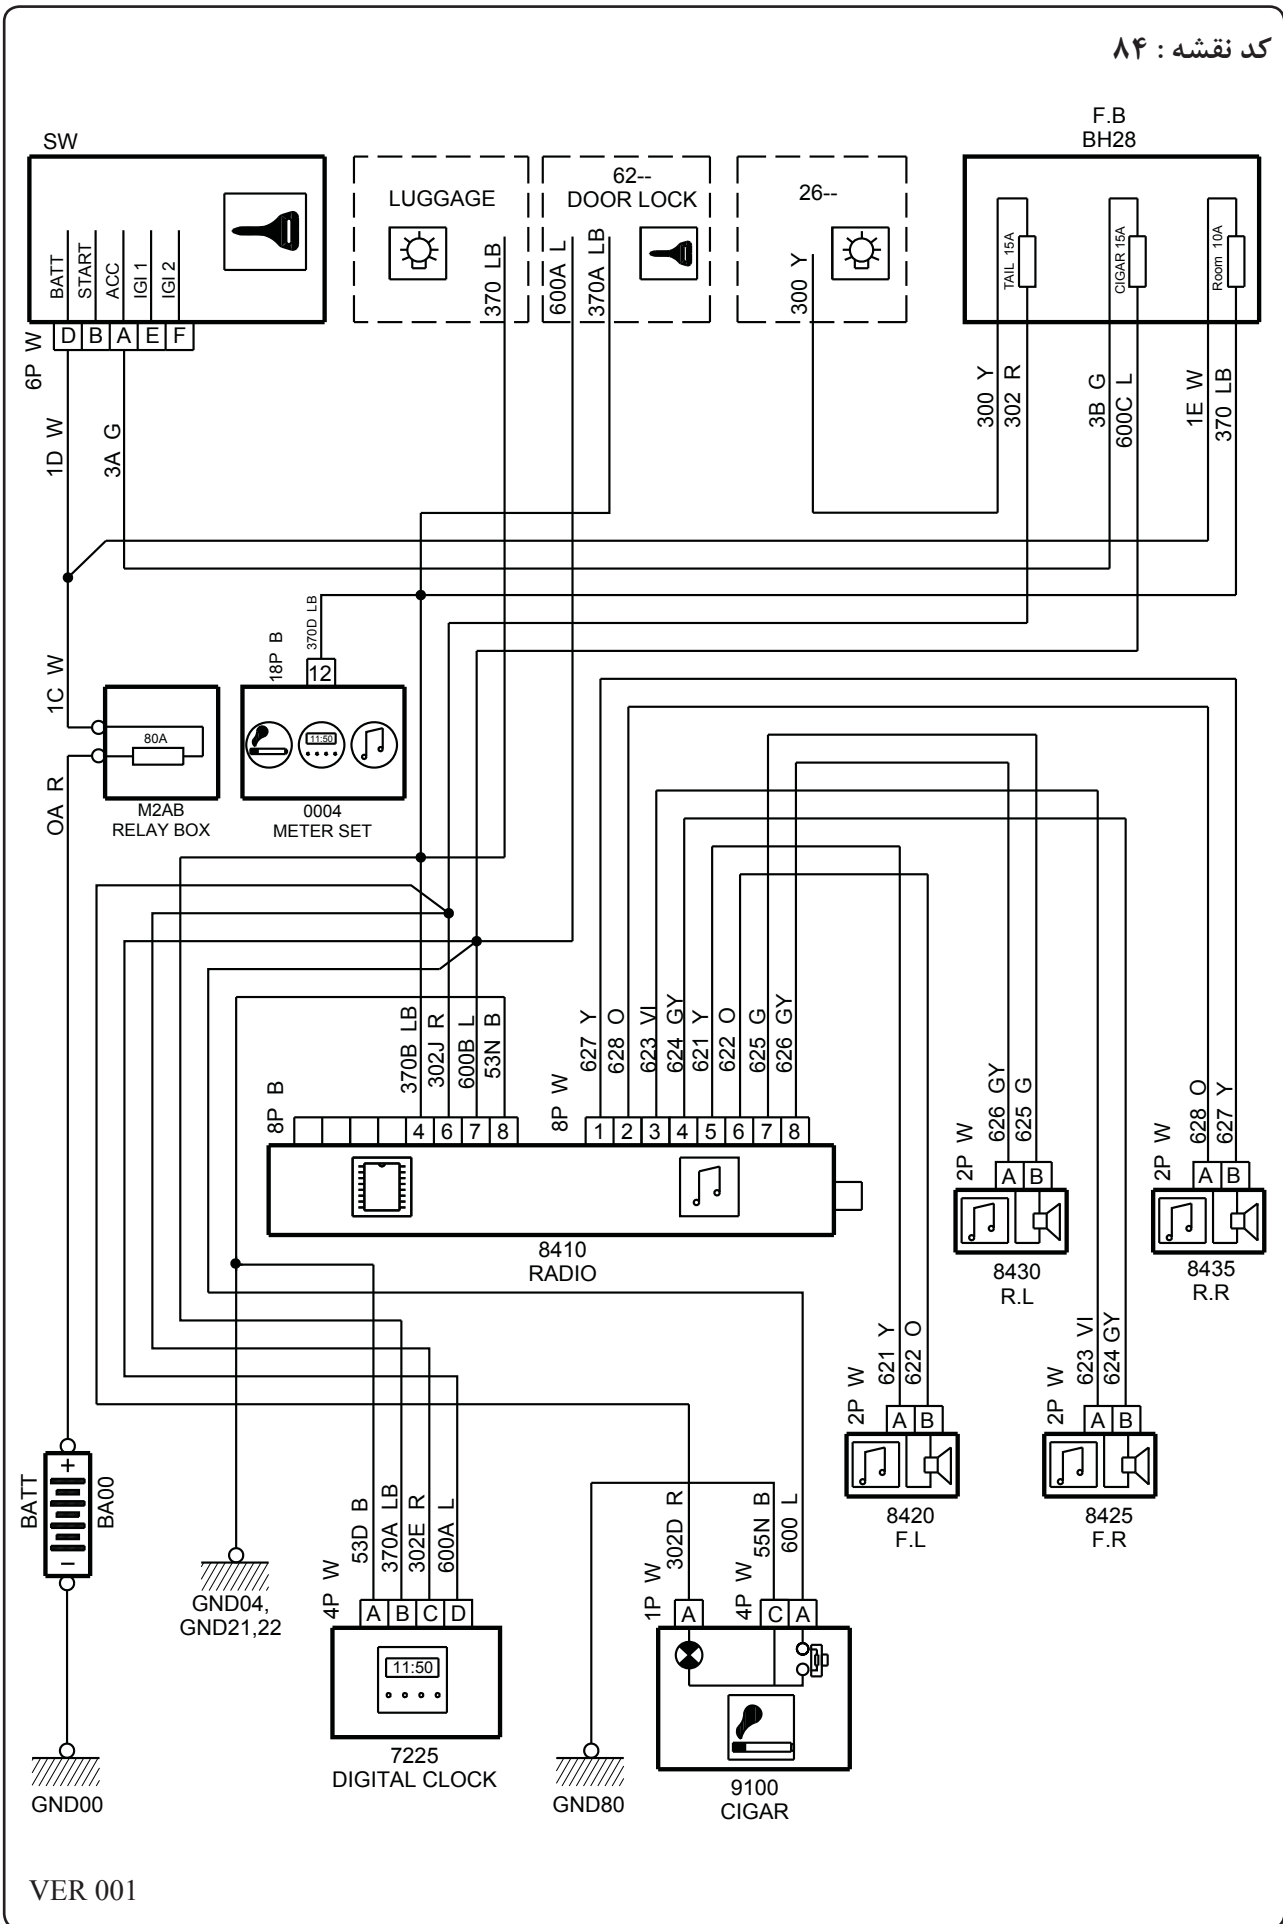 کد نقشه : ۸۴
F.B
BH28
SW
BATT
START
ACC
IGI 1
IGI 2
D B A E F
6P W
1D W
3A G
LUGGAGE
370 LB
62--
DOOR LOCK
600A L
370A LB
26--
300 Y
TAIL 15A
CIGAR 15A
Room 10A
300 Y
302 R
3B G
600C L
1E W
370 LB
1C W
OA R
80A
M2AB
RELAY BOX
18P B
370D LB
12
11:50
0004
METER SET
8P B
370B LB
302J R
600B L
53N B
4 6 7 8
8P W
627 Y
628 O
623 VI
624 GY
621 Y
622 O
625 G
626 GY
1 2 3 4 5 6 7 8
8410
RADIO
2P W
626 GY
625 G
A B
8430
R.L
2P W
628 O
627 Y
A B
8435
R.R
2P W
621 Y
622 O
A B
8420
F.L
2P W
623 VI
624 GY
A B
8425
F.R
BATT
+
−
BA00
GND00
GND04,
GND21,22
4P W
53D B
370A LB
302E R
600A L
A B C D
11:50
7225
DIGITAL CLOCK
GND80
1P W
302D R
A
4P W
55N B
600 L
C A
9100
CIGAR
VER 001